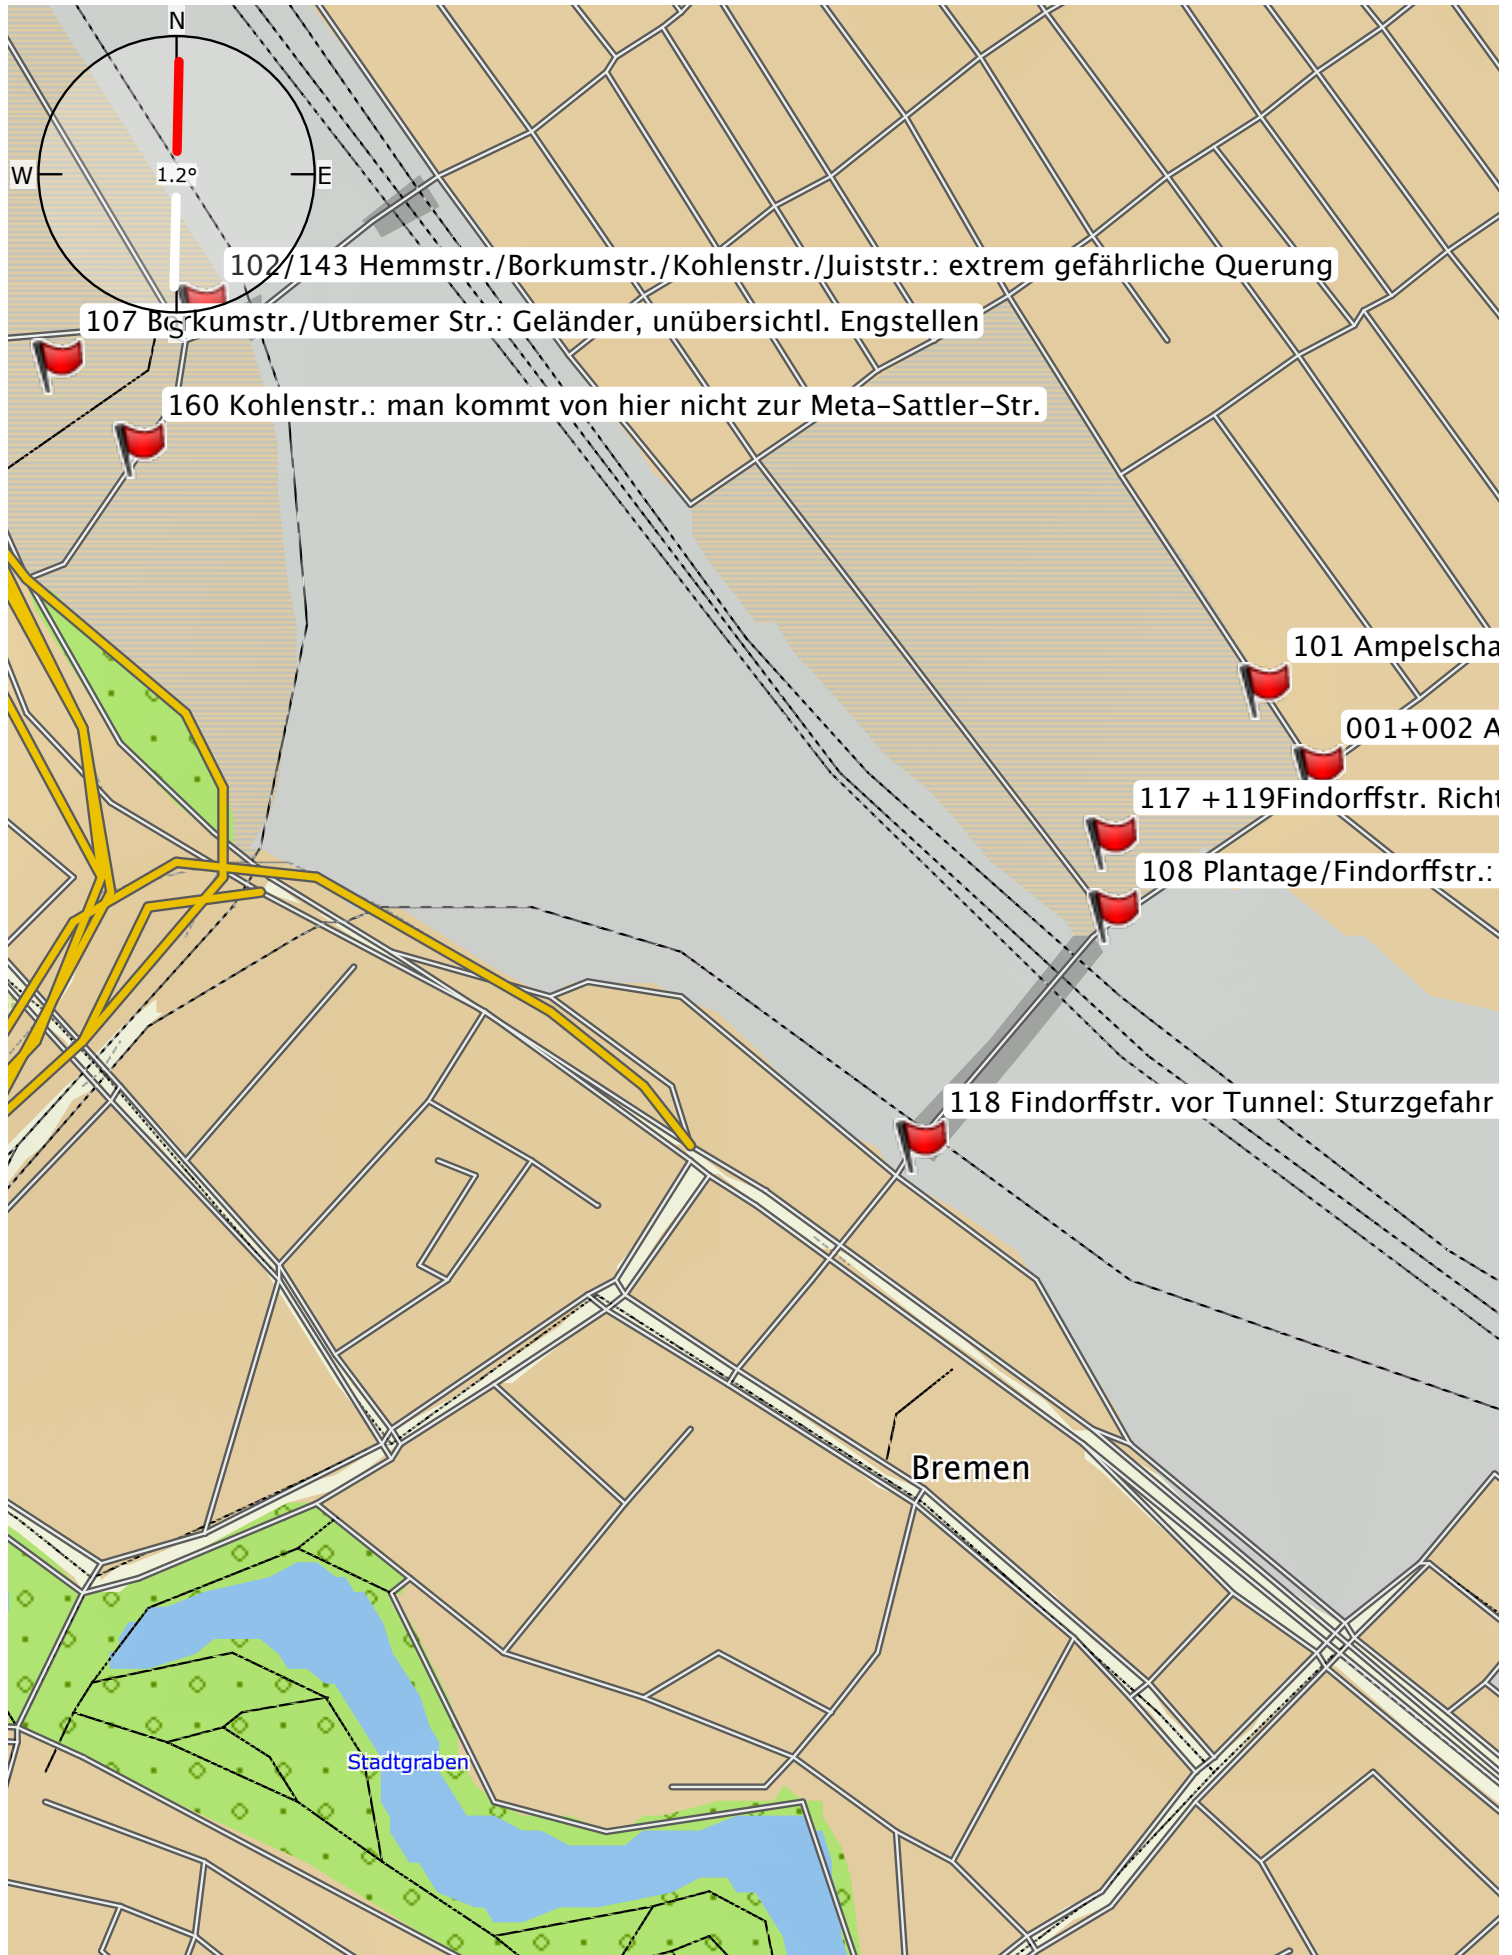 N
W
1.2°
E
S
102/143 Hemmstr./Borkumstr./Kohlenstr./Juiststr.: extrem gefährliche Querung
107 Borkumstr./Utbremer Str.: Geländer, unübersichtl. Engstellen
160 Kohlenstr.: man kommt von hier nicht zur Meta-Sattler-Str.
101 Ampelscha
001+002 A
117 +119Findorffstr. Richt
108 Plantage/Findorffstr.:
118 Findorffstr. vor Tunnel: Sturzgefahr
Bremen
Stadtgraben